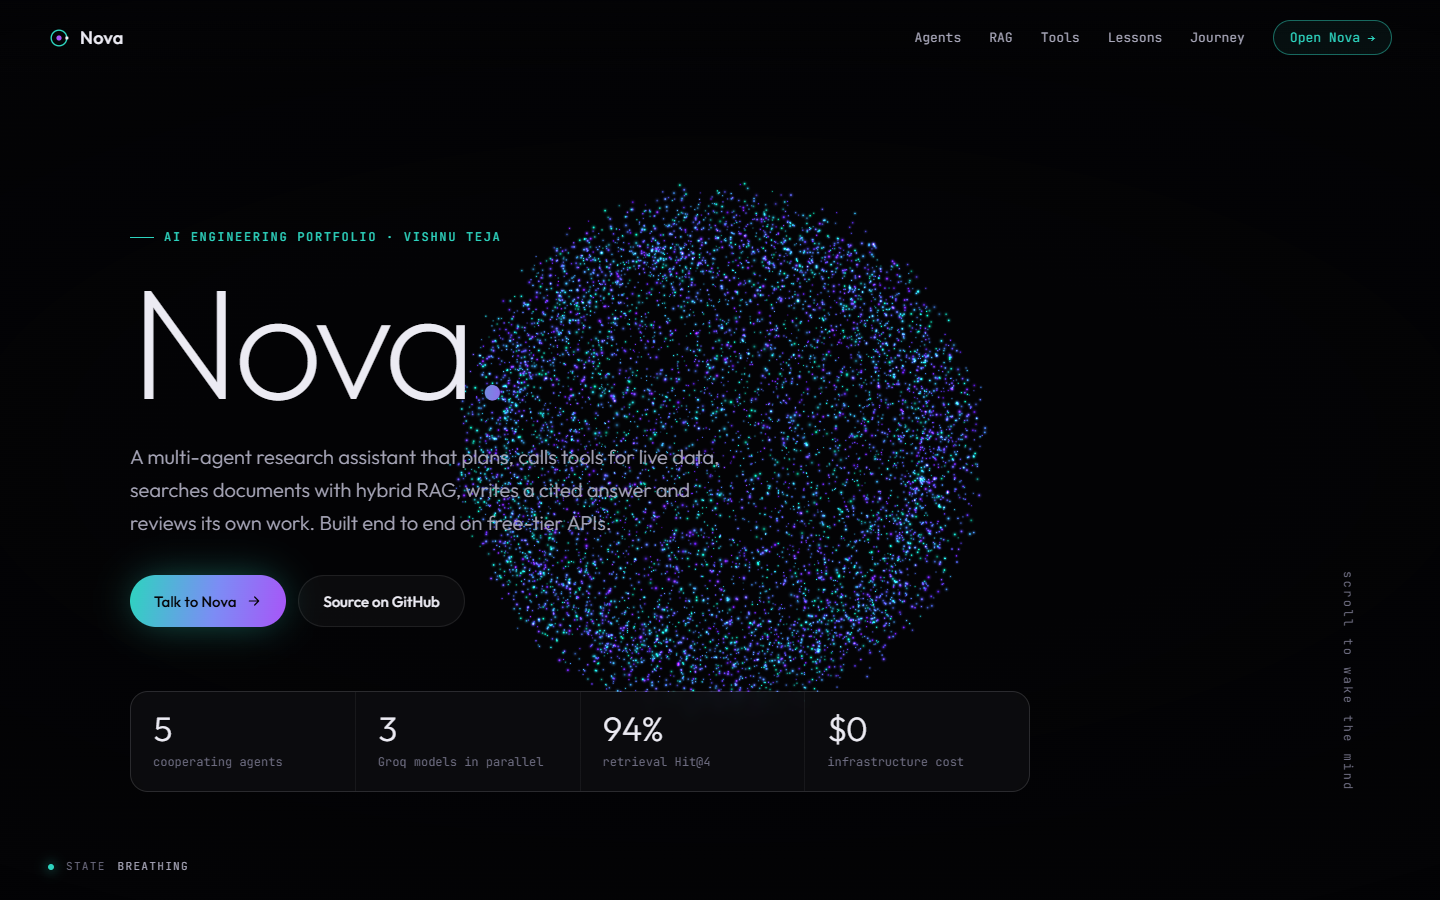 Nova
Agents
RAG
Tools
Lessons
Journey
Open Nova →
AI ENGINEERING PORTFOLIO · VISHNU TEJA
Nova.
A multi-agent research assistant that plans, calls tools for live data,
searches documents with hybrid RAG, writes a cited answer and
reviews its own work. Built end to end on free-tier APIs.
Talk to Nova →
Source on GitHub
5
cooperating agents
3
Groq models in parallel
94%
retrieval Hit@4
$0
infrastructure cost
scroll to wake the mind
STATE BREATHING